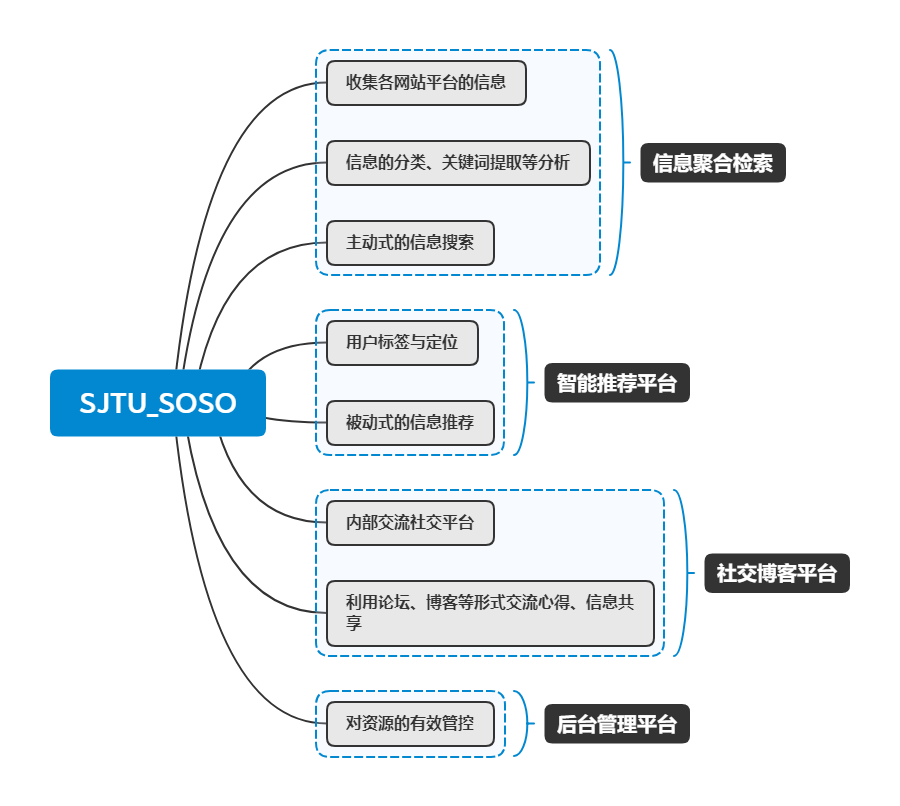 收集各网站平台的信息
信息的分类、关键词提取等分析
信息聚合检索
主动式的信息搜索
用户标签与定位
智能推荐平台
SJTU_SOSO
被动式的信息推荐
内部交流社交平台
社交博客平台
利用论坛、博客等形式交流心得、信息共
享
对资源的有效管控
后台管理平台